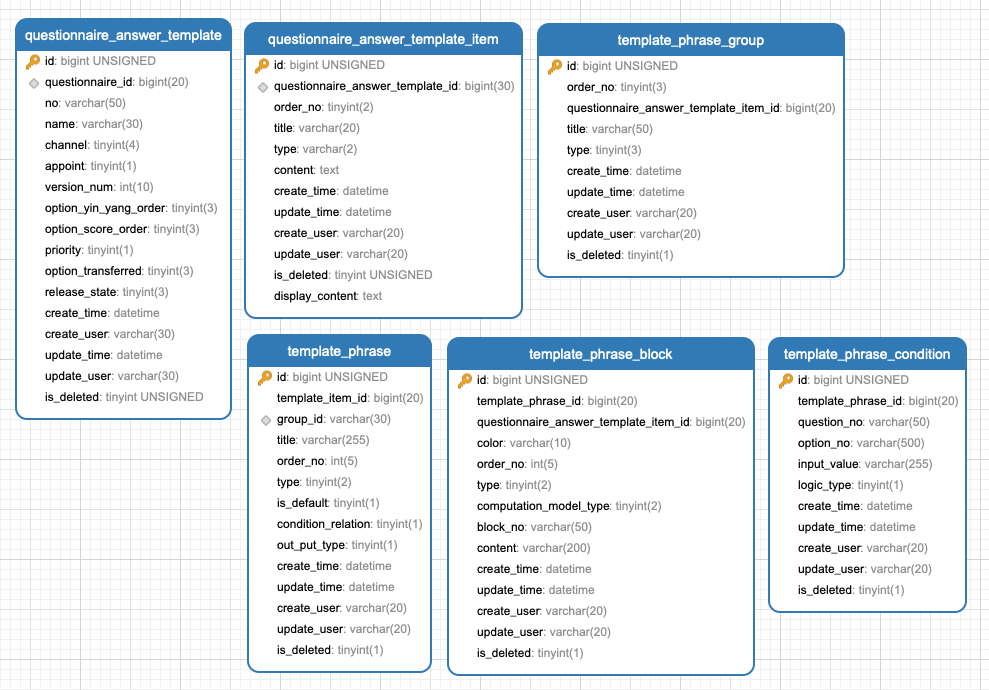 questionnaire_answer_template
id: bigint UNSIGNED
questionnaire_id: bigint(20)
no: varchar(50)
name: varchar(30)
channel: tinyint(4)
appoint: tinyint(1)
version_num: int(10)
option_yin_yang_order: tinyint(3)
option_score_order: tinyint(3)
priority: tinyint(1)
option_transferred: tinyint(3)
release_state: tinyint(3)
create_time: datetime
create_user: varchar(30)
update_time: datetime
update_user: varchar(30)
is_deleted: tinyint UNSIGNED
questionnaire_answer_template_item
id: bigint UNSIGNED
questionnaire_answer_template_id: bigint(30)
order_no: tinyint(2)
title: varchar(20)
type: varchar(2)
content: text
create_time: datetime
update_time: datetime
create_user: varchar(20)
update_user: varchar(20)
is_deleted: tinyint UNSIGNED
display_content: text
template_phrase_group
id: bigint UNSIGNED
order_no: tinyint(3)
questionnaire_answer_template_item_id: bigint(20)
title: varchar(50)
type: tinyint(3)
create_time: datetime
update_time: datetime
create_user: varchar(20)
update_user: varchar(20)
is_deleted: tinyint(1)
template_phrase
id: bigint UNSIGNED
template_item_id: bigint(20)
group_id: varchar(30)
title: varchar(255)
order_no: int(5)
type: tinyint(2)
is_default: tinyint(1)
condition_relation: tinyint(1)
out_put_type: tinyint(1)
create_time: datetime
update_time: datetime
create_user: varchar(20)
update_user: varchar(20)
is_deleted: tinyint(1)
template_phrase_block
id: bigint UNSIGNED
template_phrase_id: bigint(20)
questionnaire_answer_template_item_id: bigint(20)
color: varchar(10)
order_no: int(5)
type: tinyint(2)
computation_model_type: tinyint(2)
block_no: varchar(50)
content: varchar(200)
create_time: datetime
update_time: datetime
create_user: varchar(20)
update_user: varchar(20)
is_deleted: tinyint(1)
template_phrase_condition
id: bigint UNSIGNED
template_phrase_id: bigint(20)
question_no: varchar(50)
option_no: varchar(500)
input_value: varchar(255)
logic_type: tinyint(1)
create_time: datetime
update_time: datetime
create_user: varchar(20)
update_user: varchar(20)
is_deleted: tinyint(1)